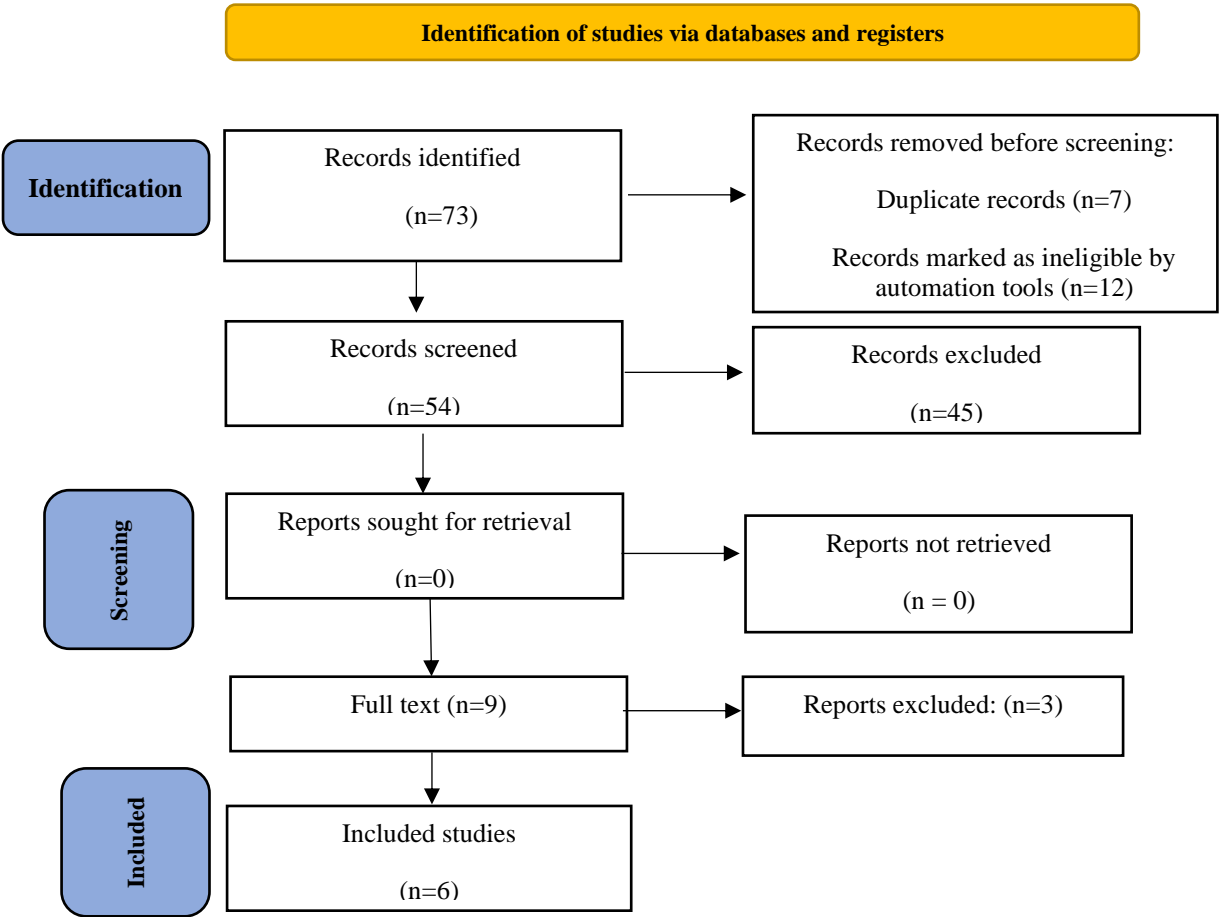 Identification of studies via databases and registers
Identification
Records identified
(n=73)
Records removed before screening:
Duplicate records (n=7)
Records marked as ineligible by
automation tools (n=12)
Records screened
(n=54)
Records excluded
(n=45)
Screening
Reports sought for retrieval
(n=0)
Reports not retrieved
(n = 0)
Full text (n=9)
Reports excluded: (n=3)
Included
Included studies
(n=6)